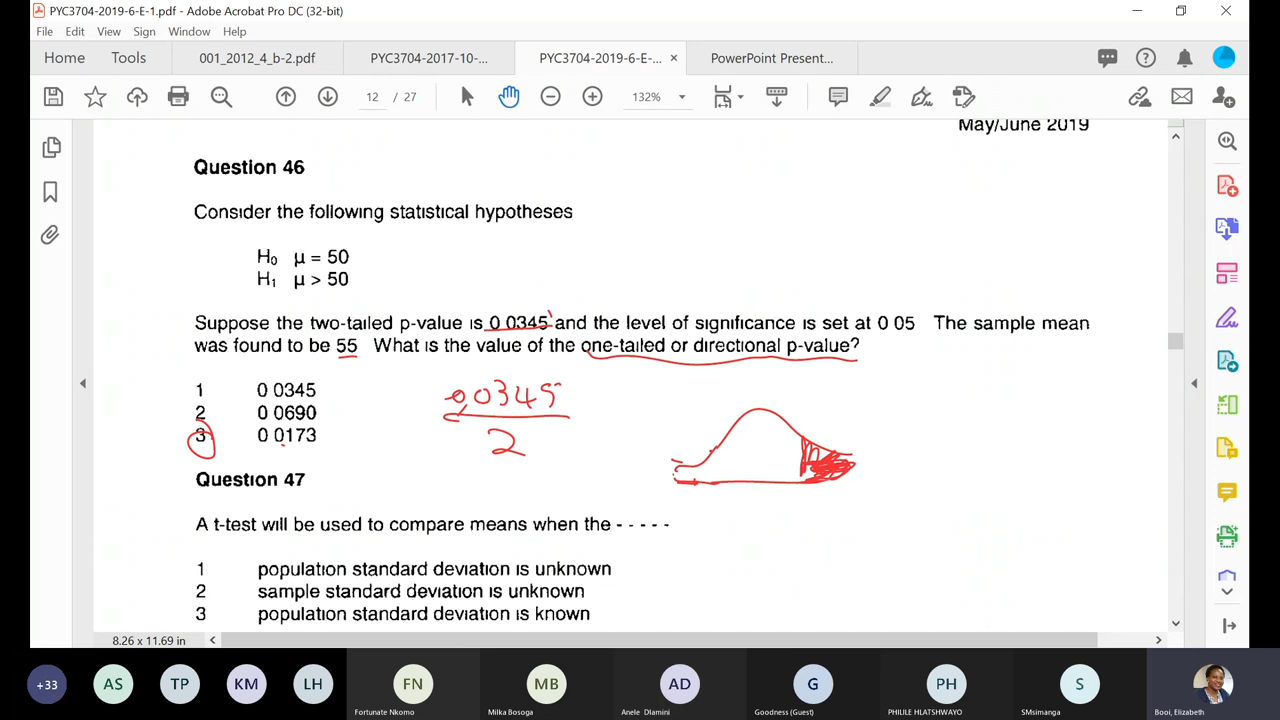 PYC3704-2019-6-E-1.pdf - Adobe Acrobat Pro DC (32-bit)
File Edit View Sign Window Help
Home Tools 001_2012_4_b-2.pdf PYC3704-2017-10-... PYC3704-2019-6-E-... × PowerPoint Present...
12 / 27 132%
May/June 2019
Question 46
Consider the following statistical hypotheses
H₀ μ = 50
H₁ μ > 50
Suppose the two-tailed p-value is 0 0345 and the level of significance is set at 0 05 The sample mean
was found to be 55 What is the value of the one-tailed or directional p-value?
1 0 0345
2 0 0690
3 0 0173
0,0345
2
Question 47
A t-test will be used to compare means when the - - - - -
1 population standard deviation is unknown
2 sample standard deviation is unknown
3 population standard deviation is known
8.26 x 11.69 in
+33 AS TP KM LH FN MB AD G PH S
Fortunate Nkomo Milka Bosoga Anele Dlamini Goodness (Guest) PHILILE HLATSHWAYO SMsimanga Booi, Elizabeth